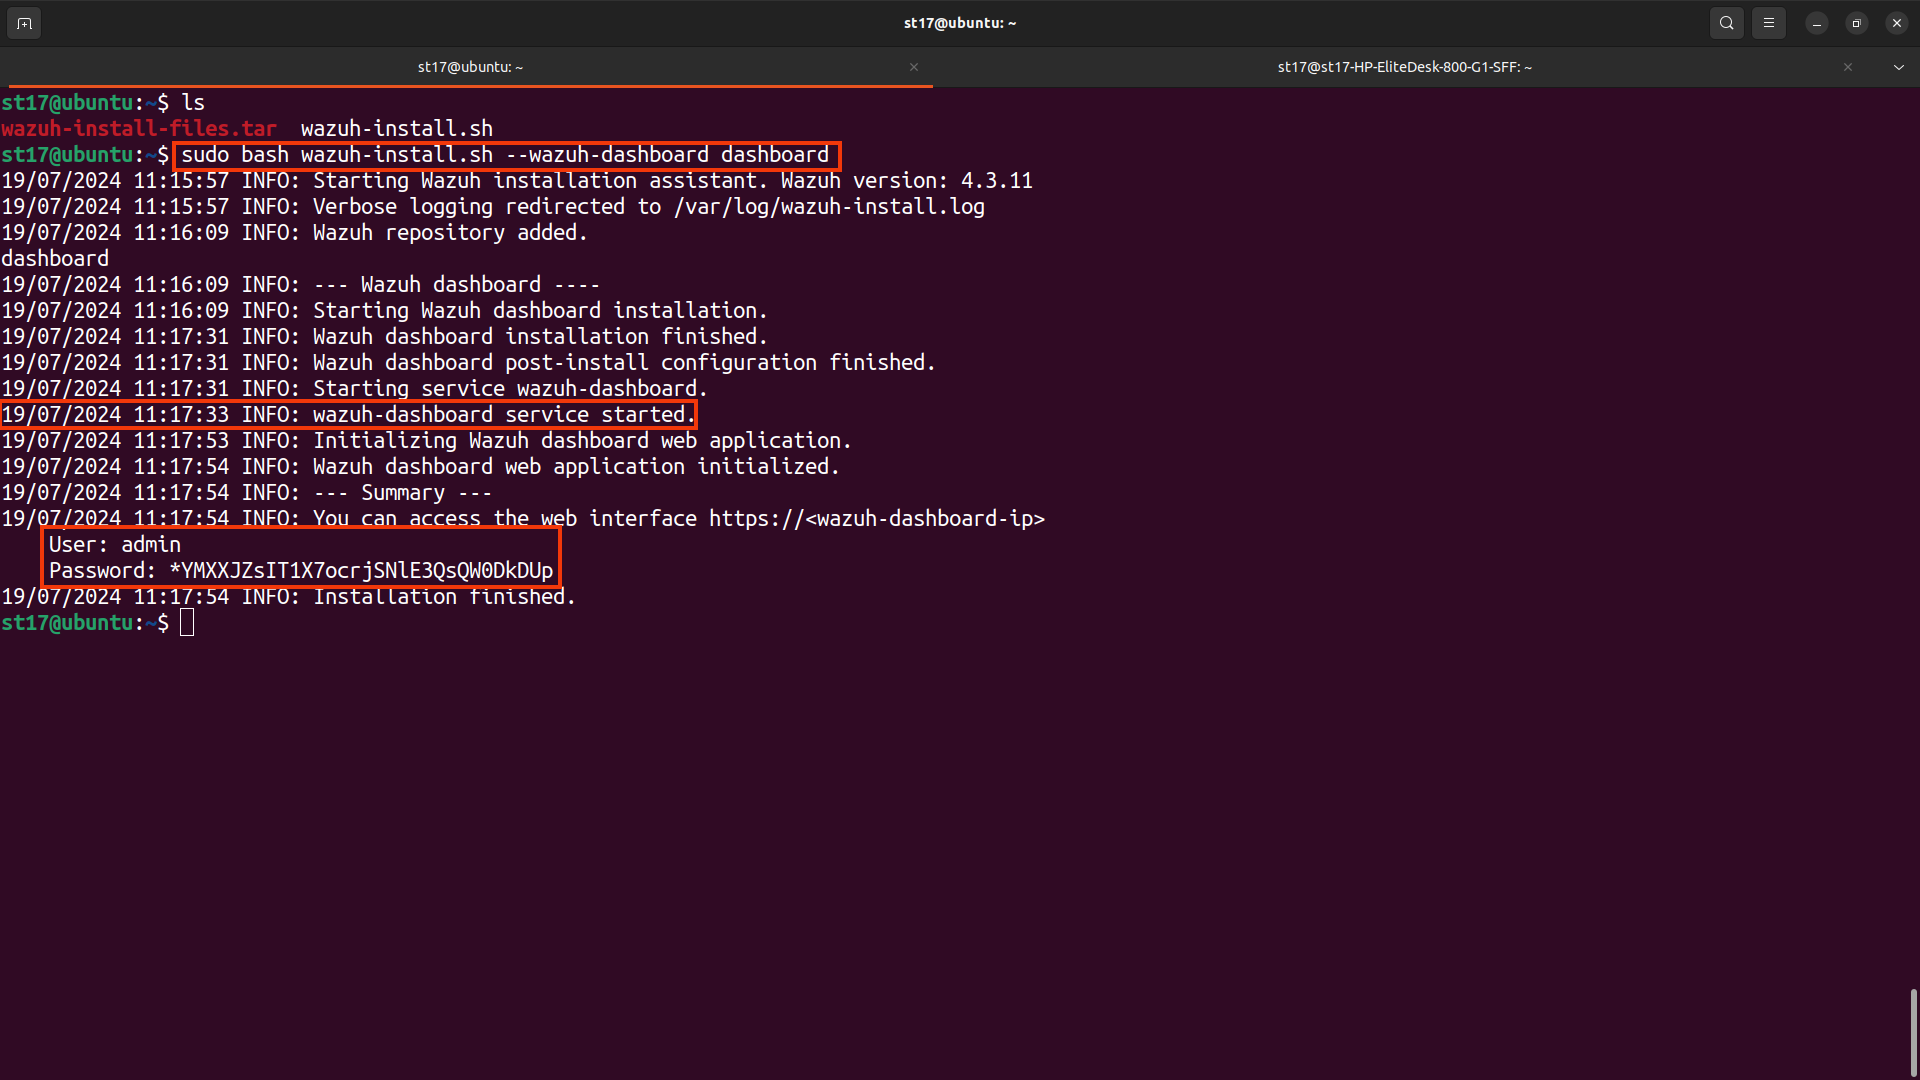 st17@ubuntu: ~
st17@ubuntu: ~
st17@st17-HP-EliteDesk-800-G1-SFF: ~
st17@ubuntu:~$ ls
wazuh-install-files.tar  wazuh-install.sh
st17@ubuntu:~$ sudo bash wazuh-install.sh --wazuh-dashboard dashboard
19/07/2024 11:15:57 INFO: Starting Wazuh installation assistant. Wazuh version: 4.3.11
19/07/2024 11:15:57 INFO: Verbose logging redirected to /var/log/wazuh-install.log
19/07/2024 11:16:09 INFO: Wazuh repository added.
dashboard
19/07/2024 11:16:09 INFO: --- Wazuh dashboard ----
19/07/2024 11:16:09 INFO: Starting Wazuh dashboard installation.
19/07/2024 11:17:31 INFO: Wazuh dashboard installation finished.
19/07/2024 11:17:31 INFO: Wazuh dashboard post-install configuration finished.
19/07/2024 11:17:31 INFO: Starting service wazuh-dashboard.
19/07/2024 11:17:33 INFO: wazuh-dashboard service started.
19/07/2024 11:17:53 INFO: Initializing Wazuh dashboard web application.
19/07/2024 11:17:54 INFO: Wazuh dashboard web application initialized.
19/07/2024 11:17:54 INFO: --- Summary ---
19/07/2024 11:17:54 INFO: You can access the web interface https://<wazuh-dashboard-ip>
    User: admin
    Password: *YMXXJZsIT1X7ocrjSNlE3QsQW0DkDUp
19/07/2024 11:17:54 INFO: Installation finished.
st17@ubuntu:~$